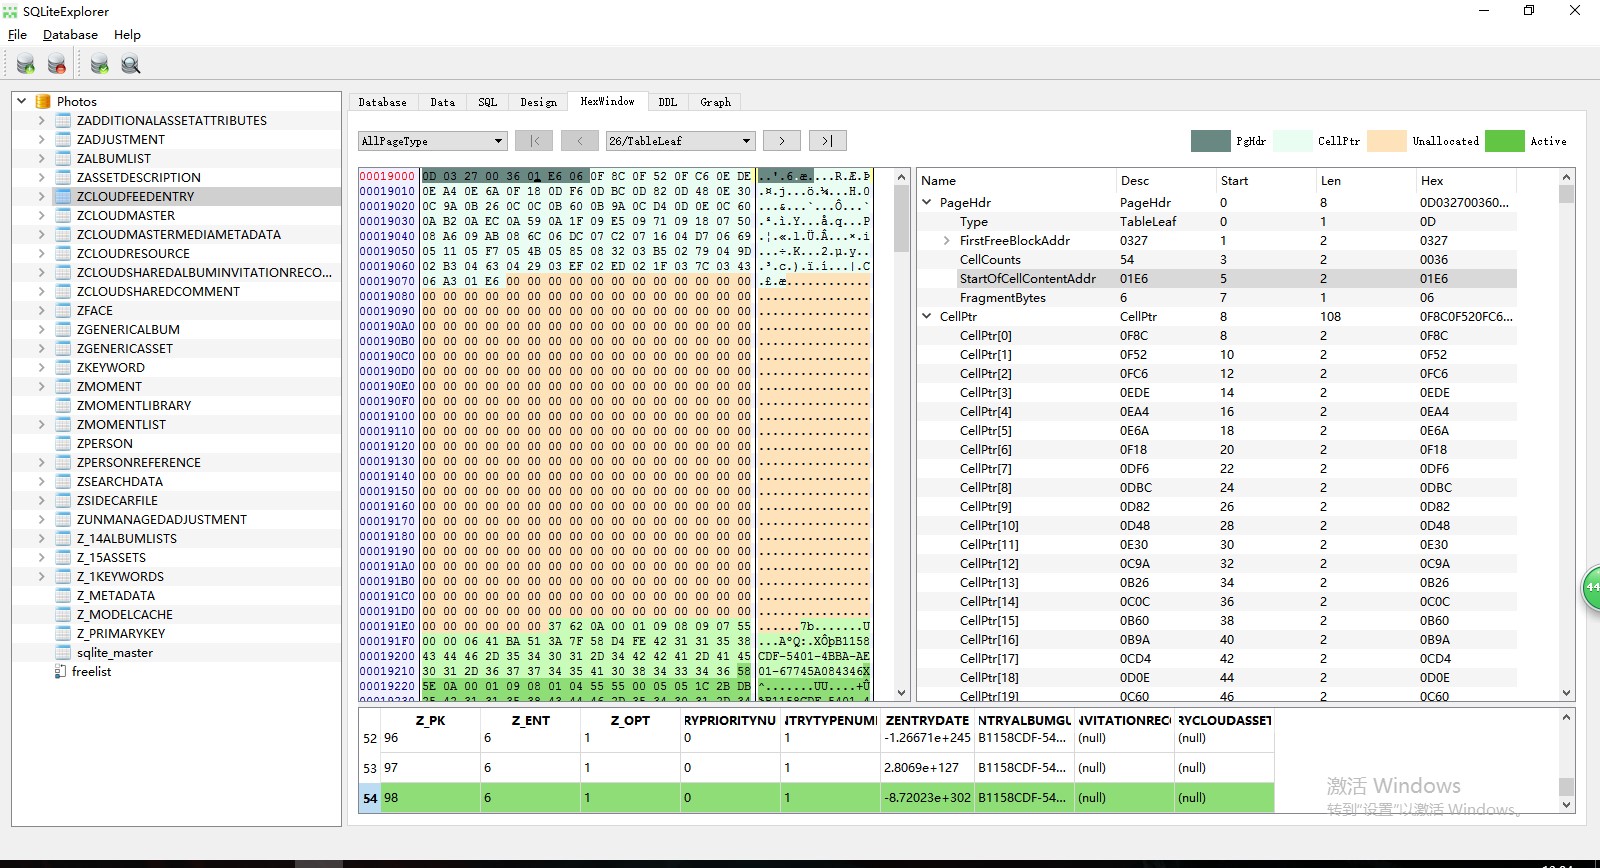 SQLiteExplorer
File Database Help
Photos
ZADDITIONALASSETATTRIBUTES
ZADJUSTMENT
ZALBUMLIST
ZASSETDESCRIPTION
ZCLOUDFEEDENTRY
ZCLOUDMASTER
ZCLOUDMASTERMEDIAMETADATA
ZCLOUDRESOURCE
ZCLOUDSHAREDALBUMINVITATIONRECO...
ZCLOUDSHAREDCOMMENT
ZFACE
ZGENERICALBUM
ZGENERICASSET
ZKEYWORD
ZMOMENT
ZMOMENTLIBRARY
ZMOMENTLIST
ZPERSON
ZPERSONREFERENCE
ZSEARCHDATA
ZSIDECARFILE
ZUNMANAGEDADJUSTMENT
Z_14ALBUMLISTS
Z_15ASSETS
Z_1KEYWORDS
Z_METADATA
Z_MODELCACHE
Z_PRIMARYKEY
sqlite_master
freelist
Database Data SQL Design HexWindow DDL Graph
AllPageType |< < 26/TableLeaf > >| PgHdr CellPtr Unallocated Active
00019000 0D 03 27 00 36 01 E6 06 0F 8C 0F 52 0F C6 0E DE ..'.6.æ....R.Æ.Þ
00019010 0E A4 0E 6A 0F 18 0D F6 0D BC 0D 82 0D 48 0E 30 .¤.j...ö.¼...H.0
00019020 0C 9A 0B 26 0C 0C 0B 60 0B 9A 0C D4 0D 0E 0C 60 ...&...`...Ô...`
00019030 0A B2 0A EC 0A 59 0A 1F 09 E5 09 71 09 18 07 50 .².ì.Y...å.q...P
00019040 08 A6 09 AB 08 6C 06 DC 07 C2 07 16 04 D7 06 69 .¦.«.l.Ü.Â...×.i
00019050 05 11 05 F7 05 4B 05 85 08 32 03 B5 02 79 04 9D ...÷.K...2.µ.y..
00019060 02 B3 04 63 04 29 03 EF 02 ED 02 1F 03 7C 03 43 .³.c.).ï.í...|.C
00019070 06 A3 01 E6 00 00 00 00 00 00 00 00 00 00 00 00 .£.æ............
00019080 00 00 00 00 00 00 00 00 00 00 00 00 00 00 00 00 ................
00019090 00 00 00 00 00 00 00 00 00 00 00 00 00 00 00 00 ................
000190A0 00 00 00 00 00 00 00 00 00 00 00 00 00 00 00 00 ................
000190B0 00 00 00 00 00 00 00 00 00 00 00 00 00 00 00 00 ................
000190C0 00 00 00 00 00 00 00 00 00 00 00 00 00 00 00 00 ................
000190D0 00 00 00 00 00 00 00 00 00 00 00 00 00 00 00 00 ................
000190E0 00 00 00 00 00 00 00 00 00 00 00 00 00 00 00 00 ................
000190F0 00 00 00 00 00 00 00 00 00 00 00 00 00 00 00 00 ................
00019100 00 00 00 00 00 00 00 00 00 00 00 00 00 00 00 00 ................
00019110 00 00 00 00 00 00 00 00 00 00 00 00 00 00 00 00 ................
00019120 00 00 00 00 00 00 00 00 00 00 00 00 00 00 00 00 ................
00019130 00 00 00 00 00 00 00 00 00 00 00 00 00 00 00 00 ................
00019140 00 00 00 00 00 00 00 00 00 00 00 00 00 00 00 00 ................
00019150 00 00 00 00 00 00 00 00 00 00 00 00 00 00 00 00 ................
00019160 00 00 00 00 00 00 00 00 00 00 00 00 00 00 00 00 ................
00019170 00 00 00 00 00 00 00 00 00 00 00 00 00 00 00 00 ................
00019180 00 00 00 00 00 00 00 00 00 00 00 00 00 00 00 00 ................
00019190 00 00 00 00 00 00 00 00 00 00 00 00 00 00 00 00 ................
000191A0 00 00 00 00 00 00 00 00 00 00 00 00 00 00 00 00 ................
000191B0 00 00 00 00 00 00 00 00 00 00 00 00 00 00 00 00 ................
000191C0 00 00 00 00 00 00 00 00 00 00 00 00 00 00 00 00 ................
000191D0 00 00 00 00 00 00 00 00 00 00 00 00 00 00 00 00 ................
000191E0 00 00 00 00 00 00 37 62 0A 00 01 09 08 09 07 55 ......7b.......U
000191F0 00 00 06 41 BA 51 3A 7F 58 D4 FE 42 31 31 35 38 ...AºQ:.XÔþB1158
00019200 43 44 46 2D 35 34 30 31 2D 34 42 42 41 2D 41 45 CDF-5401-4BBA-AE
00019210 30 31 2D 36 37 37 34 35 41 30 38 34 33 34 36 58 01-67745A084346X
00019220 5E 0A 00 01 09 08 01 04 55 55 00 05 05 1C 2B DB ^.......UU....+Û
00019230 25 42 31 31 35 38 43 44 46 2D 35 34 30 31 2D 34 %B1158CDF-5401-4
Name Desc Start Len Hex
PageHdr PageHdr 0 8 0D032700360...
Type TableLeaf 0 1 0D
FirstFreeBlockAddr 0327 1 2 0327
CellCounts 54 3 2 0036
StartOfCellContentAddr 01E6 5 2 01E6
FragmentBytes 6 7 1 06
CellPtr CellPtr 8 108 0F8C0F520FC6...
CellPtr[0] 0F8C 8 2 0F8C
CellPtr[1] 0F52 10 2 0F52
CellPtr[2] 0FC6 12 2 0FC6
CellPtr[3] 0EDE 14 2 0EDE
CellPtr[4] 0EA4 16 2 0EA4
CellPtr[5] 0E6A 18 2 0E6A
CellPtr[6] 0F18 20 2 0F18
CellPtr[7] 0DF6 22 2 0DF6
CellPtr[8] 0DBC 24 2 0DBC
CellPtr[9] 0D82 26 2 0D82
CellPtr[10] 0D48 28 2 0D48
CellPtr[11] 0E30 30 2 0E30
CellPtr[12] 0C9A 32 2 0C9A
CellPtr[13] 0B26 34 2 0B26
CellPtr[14] 0C0C 36 2 0C0C
CellPtr[15] 0B60 38 2 0B60
CellPtr[16] 0B9A 40 2 0B9A
CellPtr[17] 0CD4 42 2 0CD4
CellPtr[18] 0D0E 44 2 0D0E
CellPtr[19] 0C60 46 2 0C60
Z_PK Z_ENT Z_OPT RYPRIORITYNU NTRYTYPENUMI ZENTRYDATE NTRYALBUMGU NVITATIONRECO RYCLOUDASSET
52 96 6 1 0 1 -1.26671e+245 B1158CDF-54... (null) (null)
53 97 6 1 0 1 2.8069e+127 B1158CDF-54... (null) (null)
54 98 6 1 0 1 -8.72023e+302 B1158CDF-54... (null) (null)
激活 Windows
转到"设置"以激活 Windows。
44